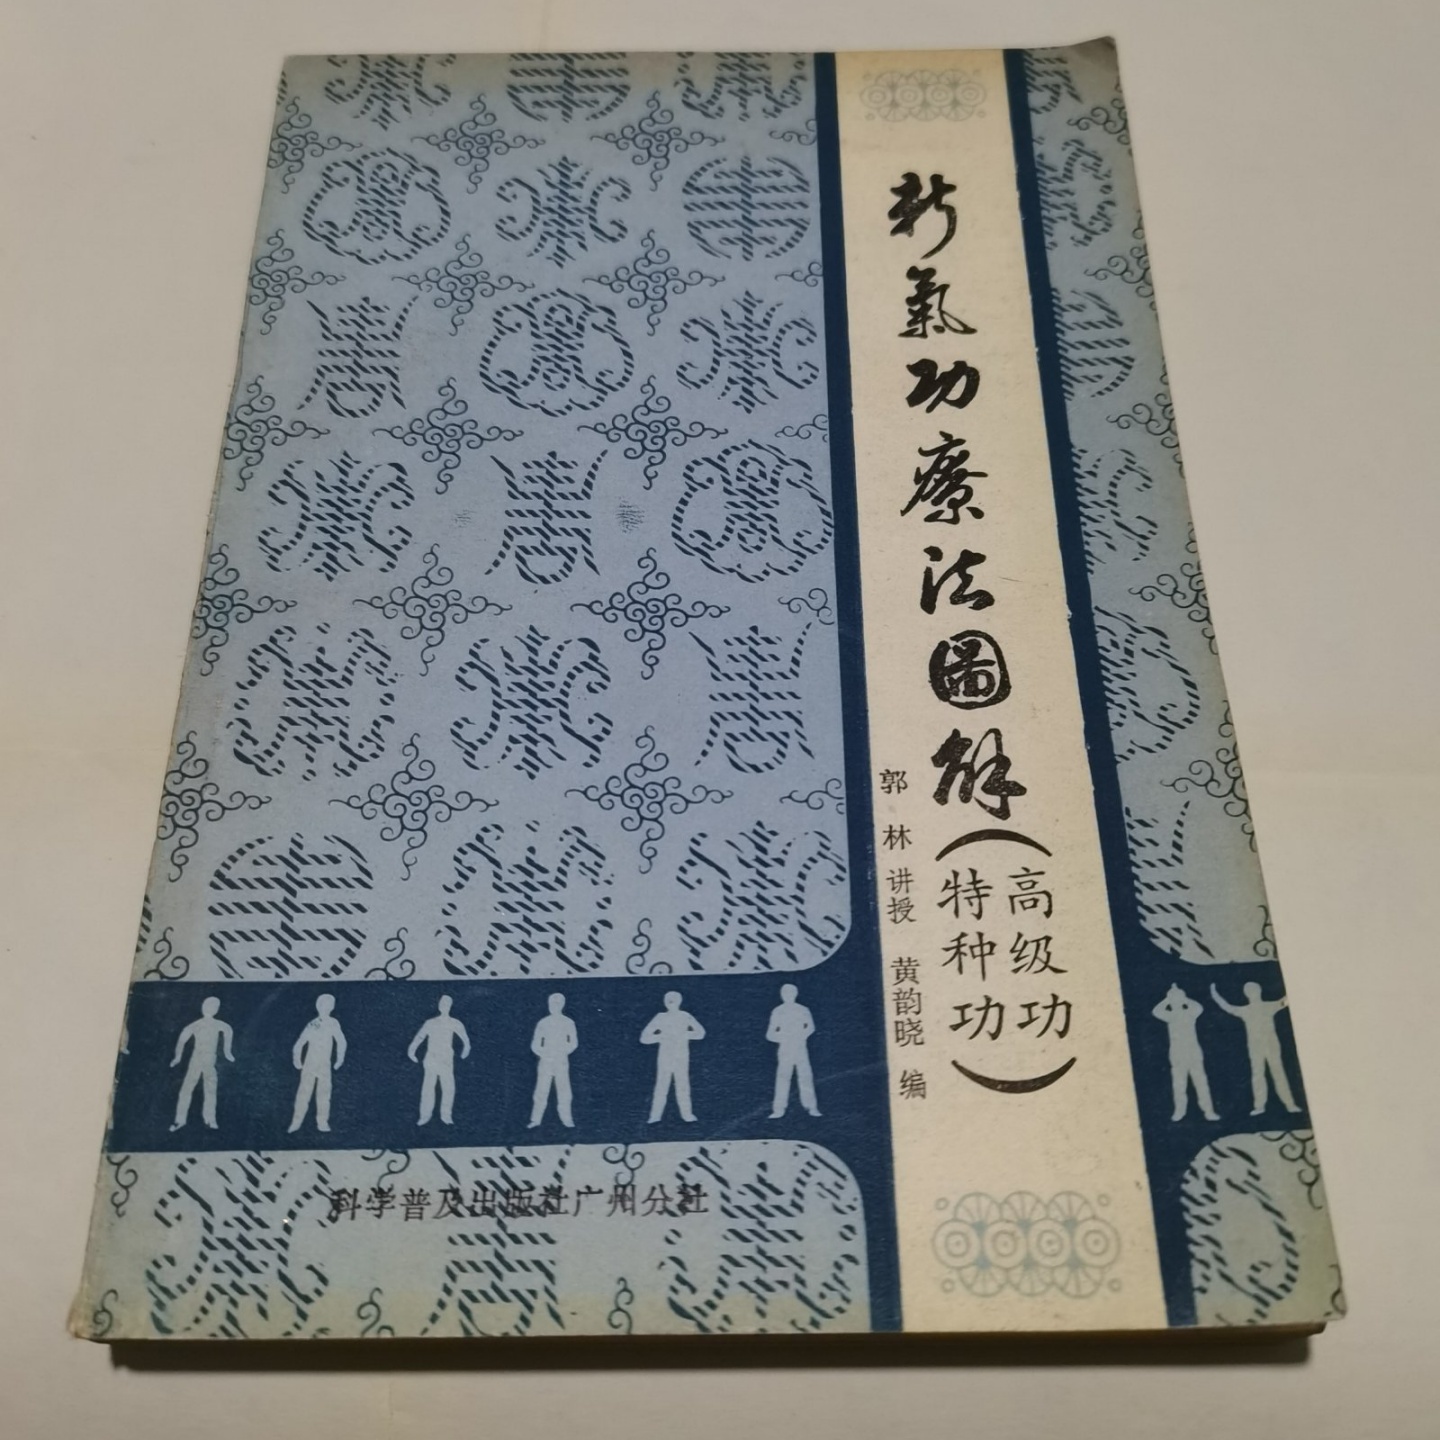 新氣功療法圖解（高级功
特种功）
郭林 讲授 黄韵晓 编
科学普及出版社广州分社